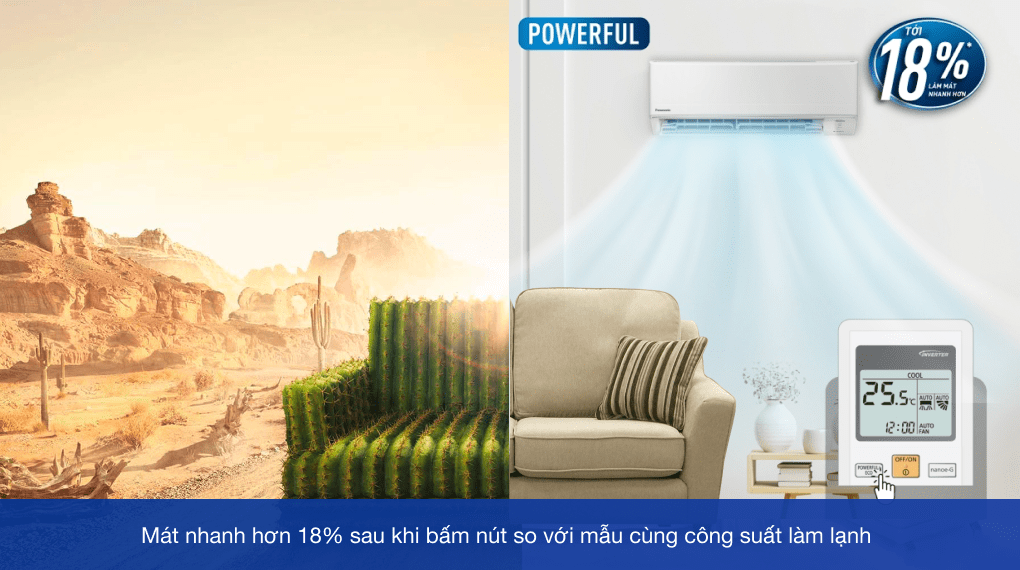 POWERFUL
TỚI
18%*
LÀM MÁT
NHANH HƠN
Panasonic
INVERTER
COOL
25.5°C
AUTO AUTO
12:00 AUTO
FAN
POWERFUL/
ECO
OFF/ON
nanoe-G
Mát nhanh hơn 18% sau khi bấm nút so với mẫu cùng công suất làm lạnh